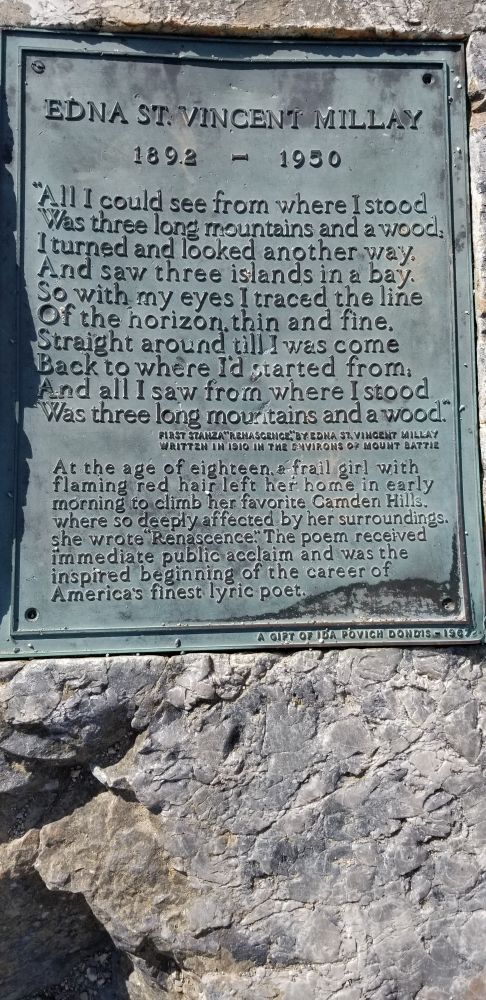 EDNA ST. VINCENT MILLAY
1892 – 1950
"All I could see from where I stood
Was three long mountains and a wood;
I turned and looked another way,
And saw three islands in a bay.
So with my eyes I traced the line
Of the horizon, thin and fine,
Straight around till I was come
Back to where I'd started from;
And all I saw from where I stood
Was three long mountains and a wood."
FIRST STANZA "RENASCENCE," BY EDNA ST. VINCENT MILLAY
WRITTEN IN 1910 IN THE ENVIRONS OF MOUNT BATTIE
At the age of eighteen, a frail girl with
flaming red hair left her home in early
morning to climb her favorite Camden Hills,
where so deeply affected by her surroundings,
she wrote "Renascence." The poem received
immediate public acclaim and was the
inspired beginning of the career of
America's finest lyric poet.
A GIFT OF IDA POVICH DONDIS – 1967